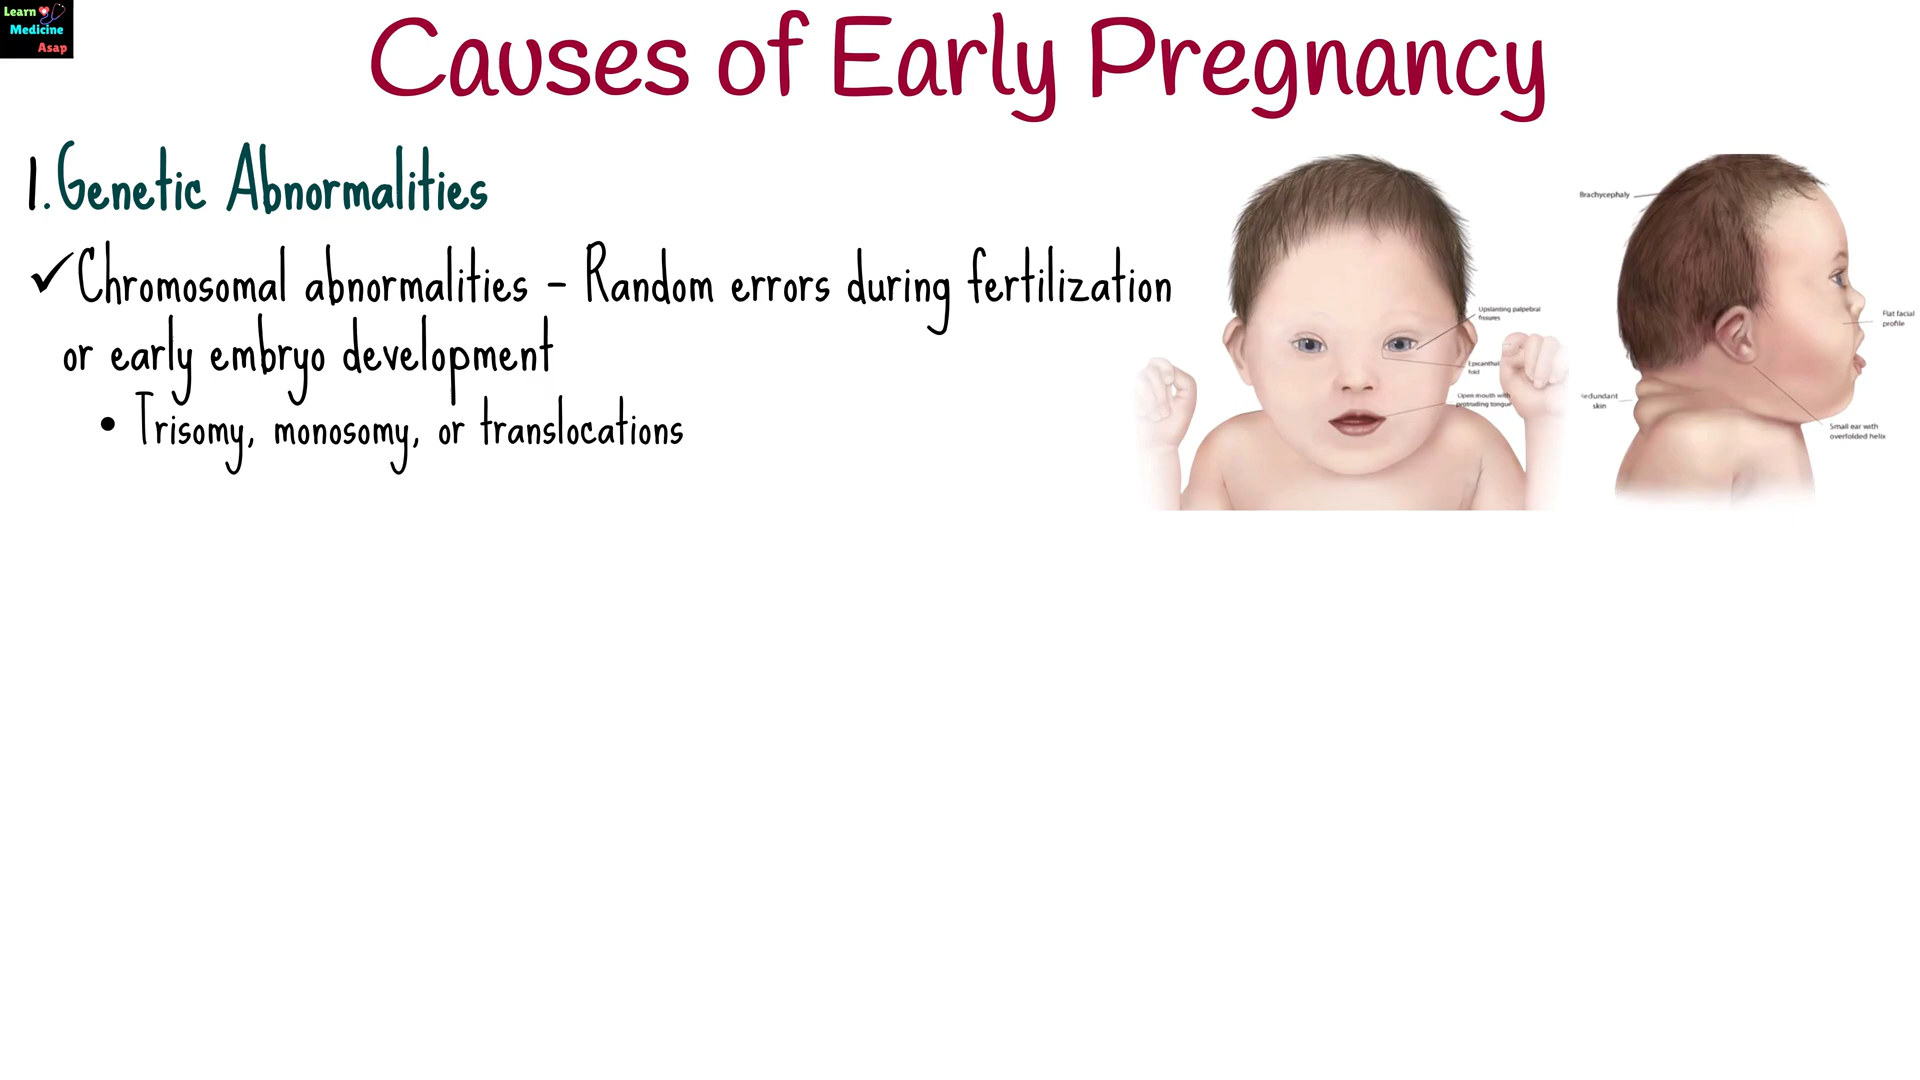 Learn
Medicine
Asap
Causes of Early Pregnancy
1. Genetic Abnormalities
✓Chromosomal abnormalities - Random errors during fertilization
or early embryo development
• Trisomy, monosomy, or translocations
Upslanting palpebral
fissures
Epicanthal
fold
Open mouth with
protruding tongue
Brachycephaly
Flat facial
profile
Redundant
skin
Small ear with
overfolded helix